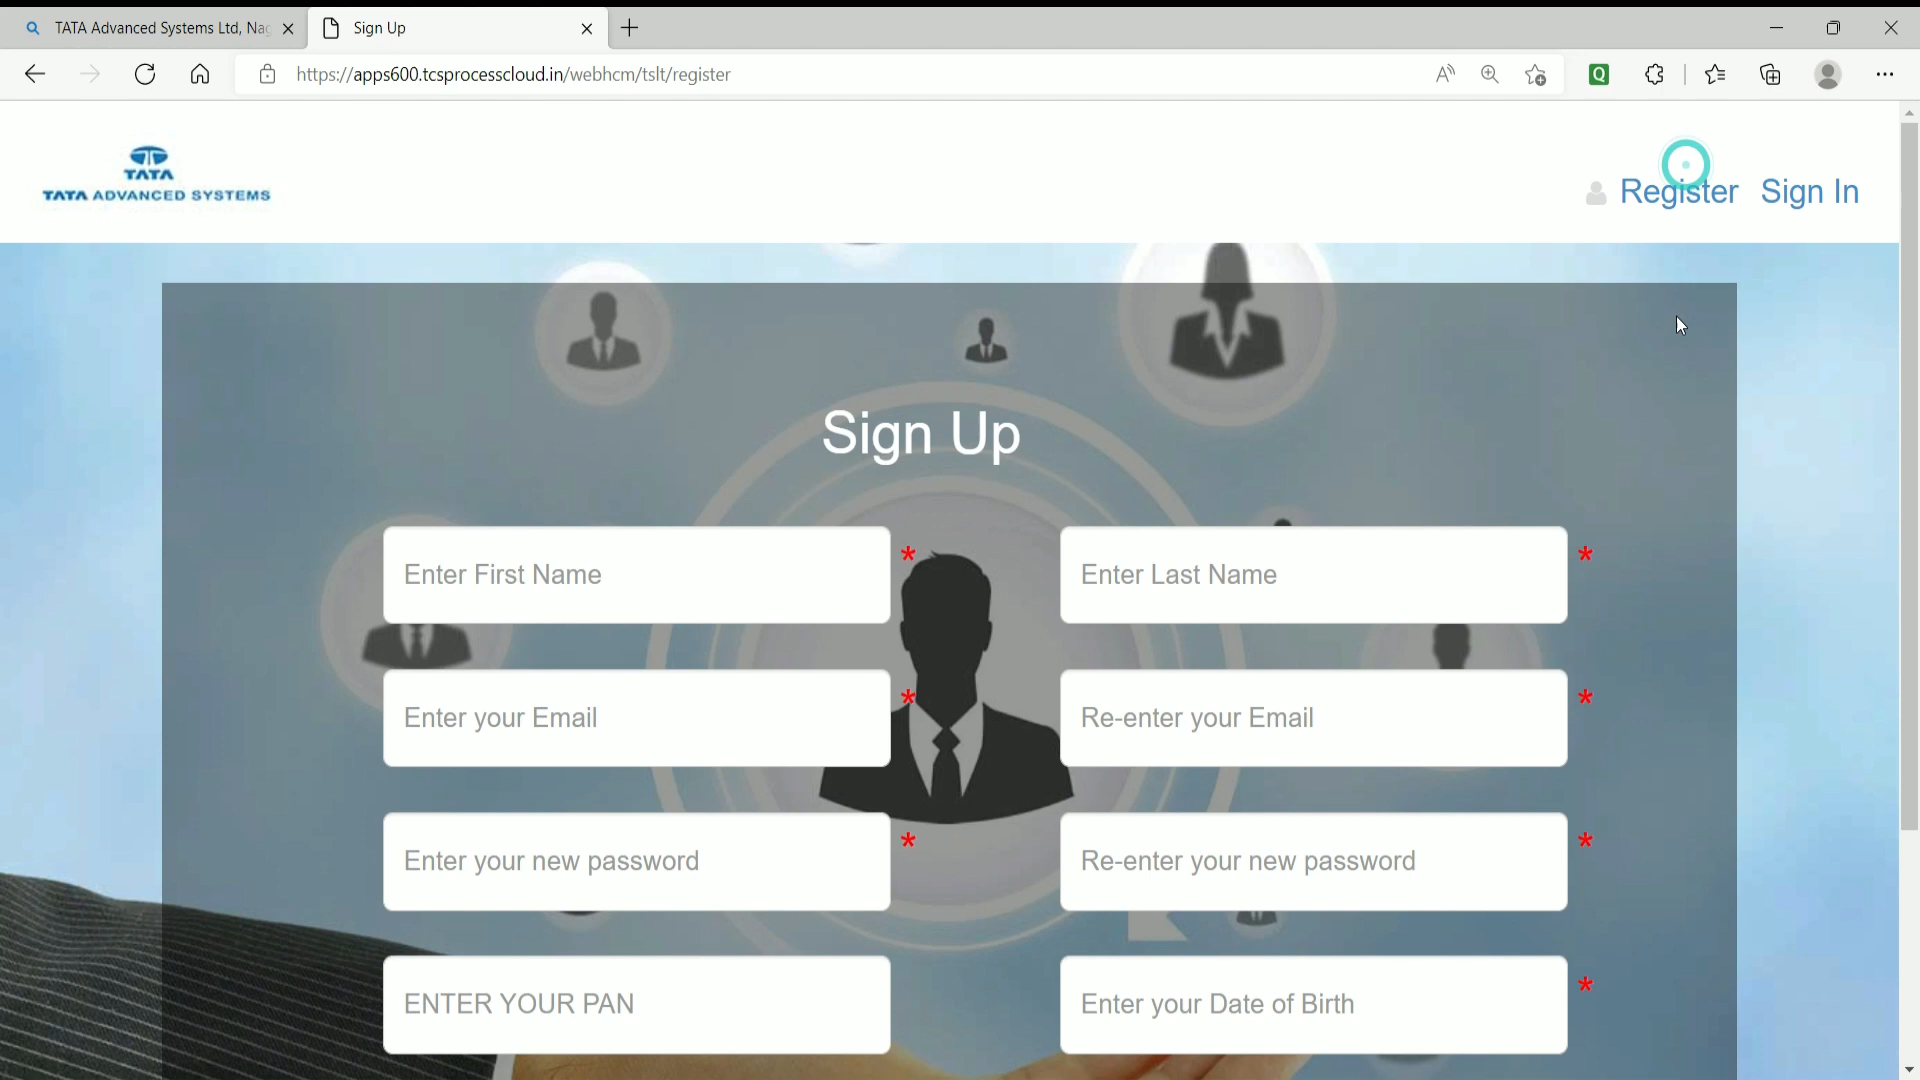 TATA Advanced Systems Ltd, Nag
Sign Up
https://apps600.tcsprocesscloud.in/webhcm/tslt/register
Q
TATA
TATA ADVANCED SYSTEMS
Register Sign In
Sign Up
Enter First Name *
Enter Last Name *
Enter your Email *
Re-enter your Email *
Enter your new password *
Re-enter your new password *
ENTER YOUR PAN
Enter your Date of Birth *